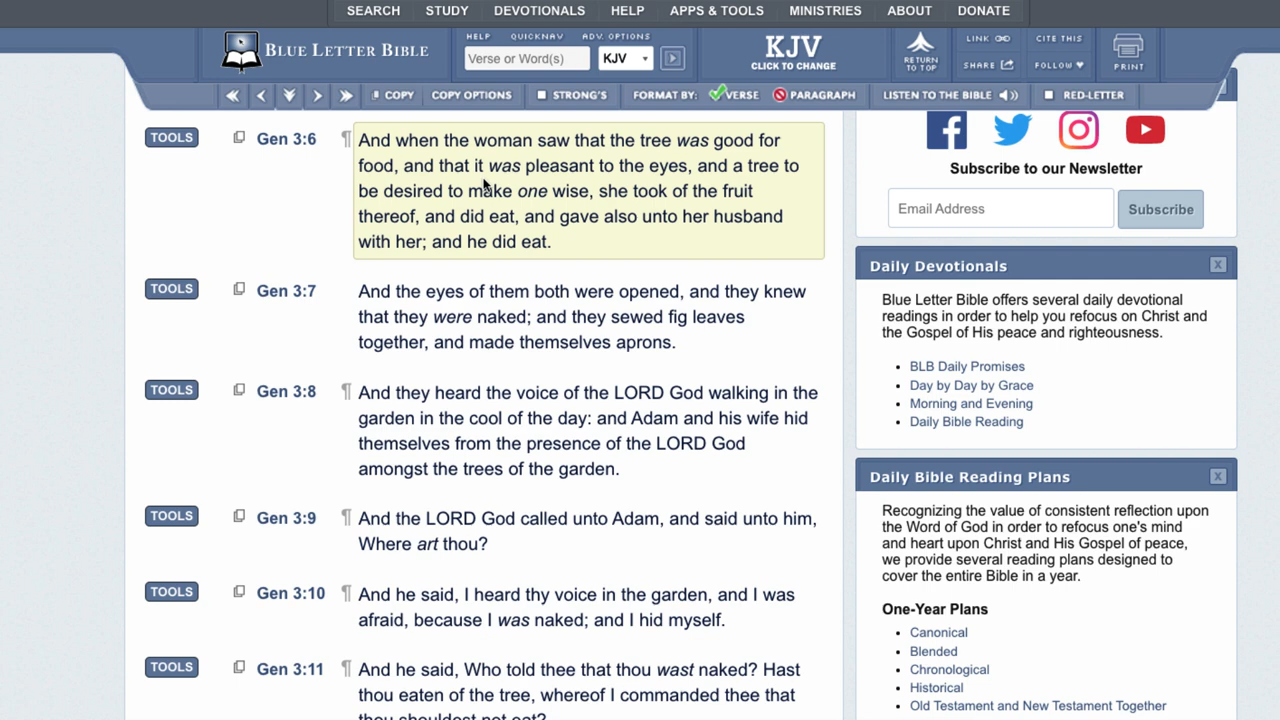 SEARCH STUDY DEVOTIONALS HELP APPS & TOOLS MINISTRIES ABOUT DONATE
BLUE LETTER BIBLE
HELP QUICKNAV ADV. OPTIONS
Verse or Word(s) KJV
KJV
CLICK TO CHANGE
RETURN
TO TOP
LINK CITE THIS
SHARE FOLLOW
PRINT
COPY COPY OPTIONS STRONG'S FORMAT BY: VERSE PARAGRAPH LISTEN TO THE BIBLE RED-LETTER
TOOLS Gen 3:6 ¶ And when the woman saw that the tree was good for
food, and that it was pleasant to the eyes, and a tree to
be desired to make one wise, she took of the fruit
thereof, and did eat, and gave also unto her husband
with her; and he did eat.
TOOLS Gen 3:7 And the eyes of them both were opened, and they knew
that they were naked; and they sewed fig leaves
together, and made themselves aprons.
TOOLS Gen 3:8 ¶ And they heard the voice of the LORD God walking in the
garden in the cool of the day: and Adam and his wife hid
themselves from the presence of the LORD God
amongst the trees of the garden.
TOOLS Gen 3:9 ¶ And the LORD God called unto Adam, and said unto him,
Where art thou?
TOOLS Gen 3:10 ¶ And he said, I heard thy voice in the garden, and I was
afraid, because I was naked; and I hid myself.
TOOLS Gen 3:11 ¶ And he said, Who told thee that thou wast naked? Hast
thou eaten of the tree, whereof I commanded thee that
thou shouldest not eat?
Subscribe to our Newsletter
Email Address Subscribe
Daily Devotionals X
Blue Letter Bible offers several daily devotional
readings in order to help you refocus on Christ and
the Gospel of His peace and righteousness.
• BLB Daily Promises
• Day by Day by Grace
• Morning and Evening
• Daily Bible Reading
Daily Bible Reading Plans X
Recognizing the value of consistent reflection upon
the Word of God in order to refocus one's mind
and heart upon Christ and His Gospel of peace,
we provide several reading plans designed to
cover the entire Bible in a year.
One-Year Plans
• Canonical
• Blended
• Chronological
• Historical
• Old Testament and New Testament Together